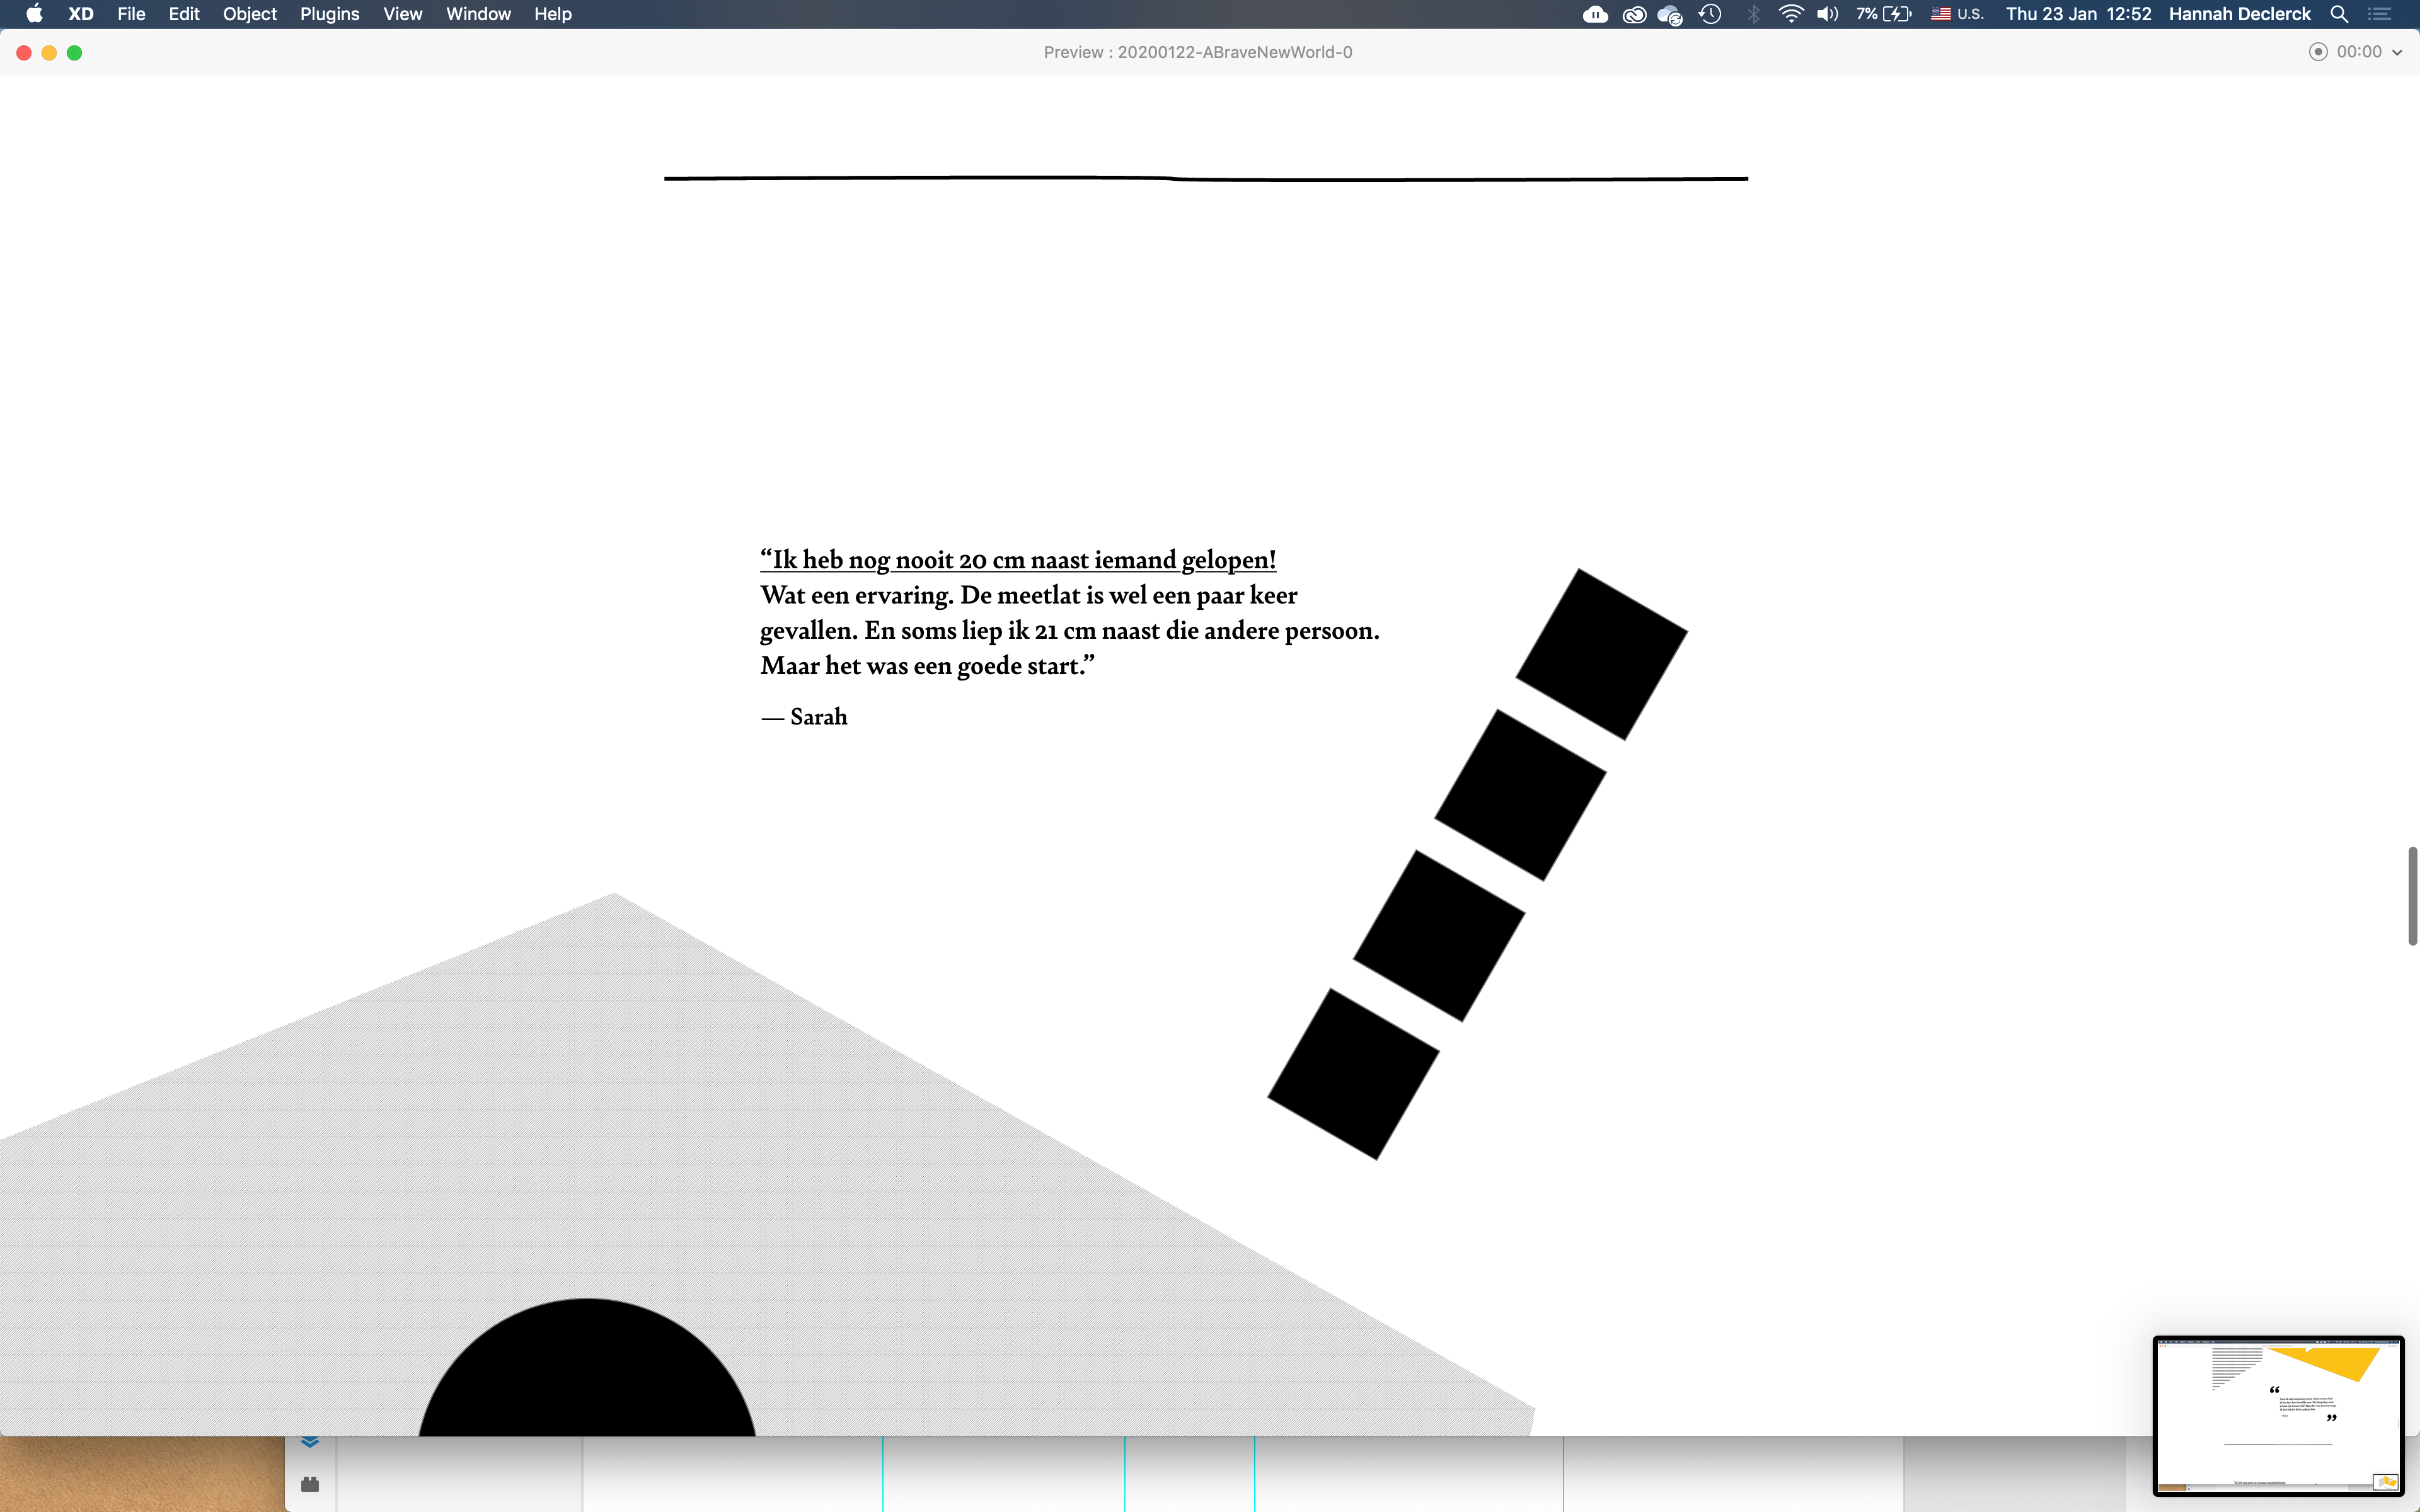 XD File Edit Object Plugins View Window Help 7% U.S. Thu 23 Jan 12:52 Hannah Declerck
Preview : 20200122-ABraveNewWorld-0 00:00
“Ik heb nog nooit 20 cm naast iemand gelopen!
Wat een ervaring. De meetlat is wel een paar keer
gevallen. En soms liep ik 21 cm naast die andere persoon.
Maar het was een goede start.”
— Sarah